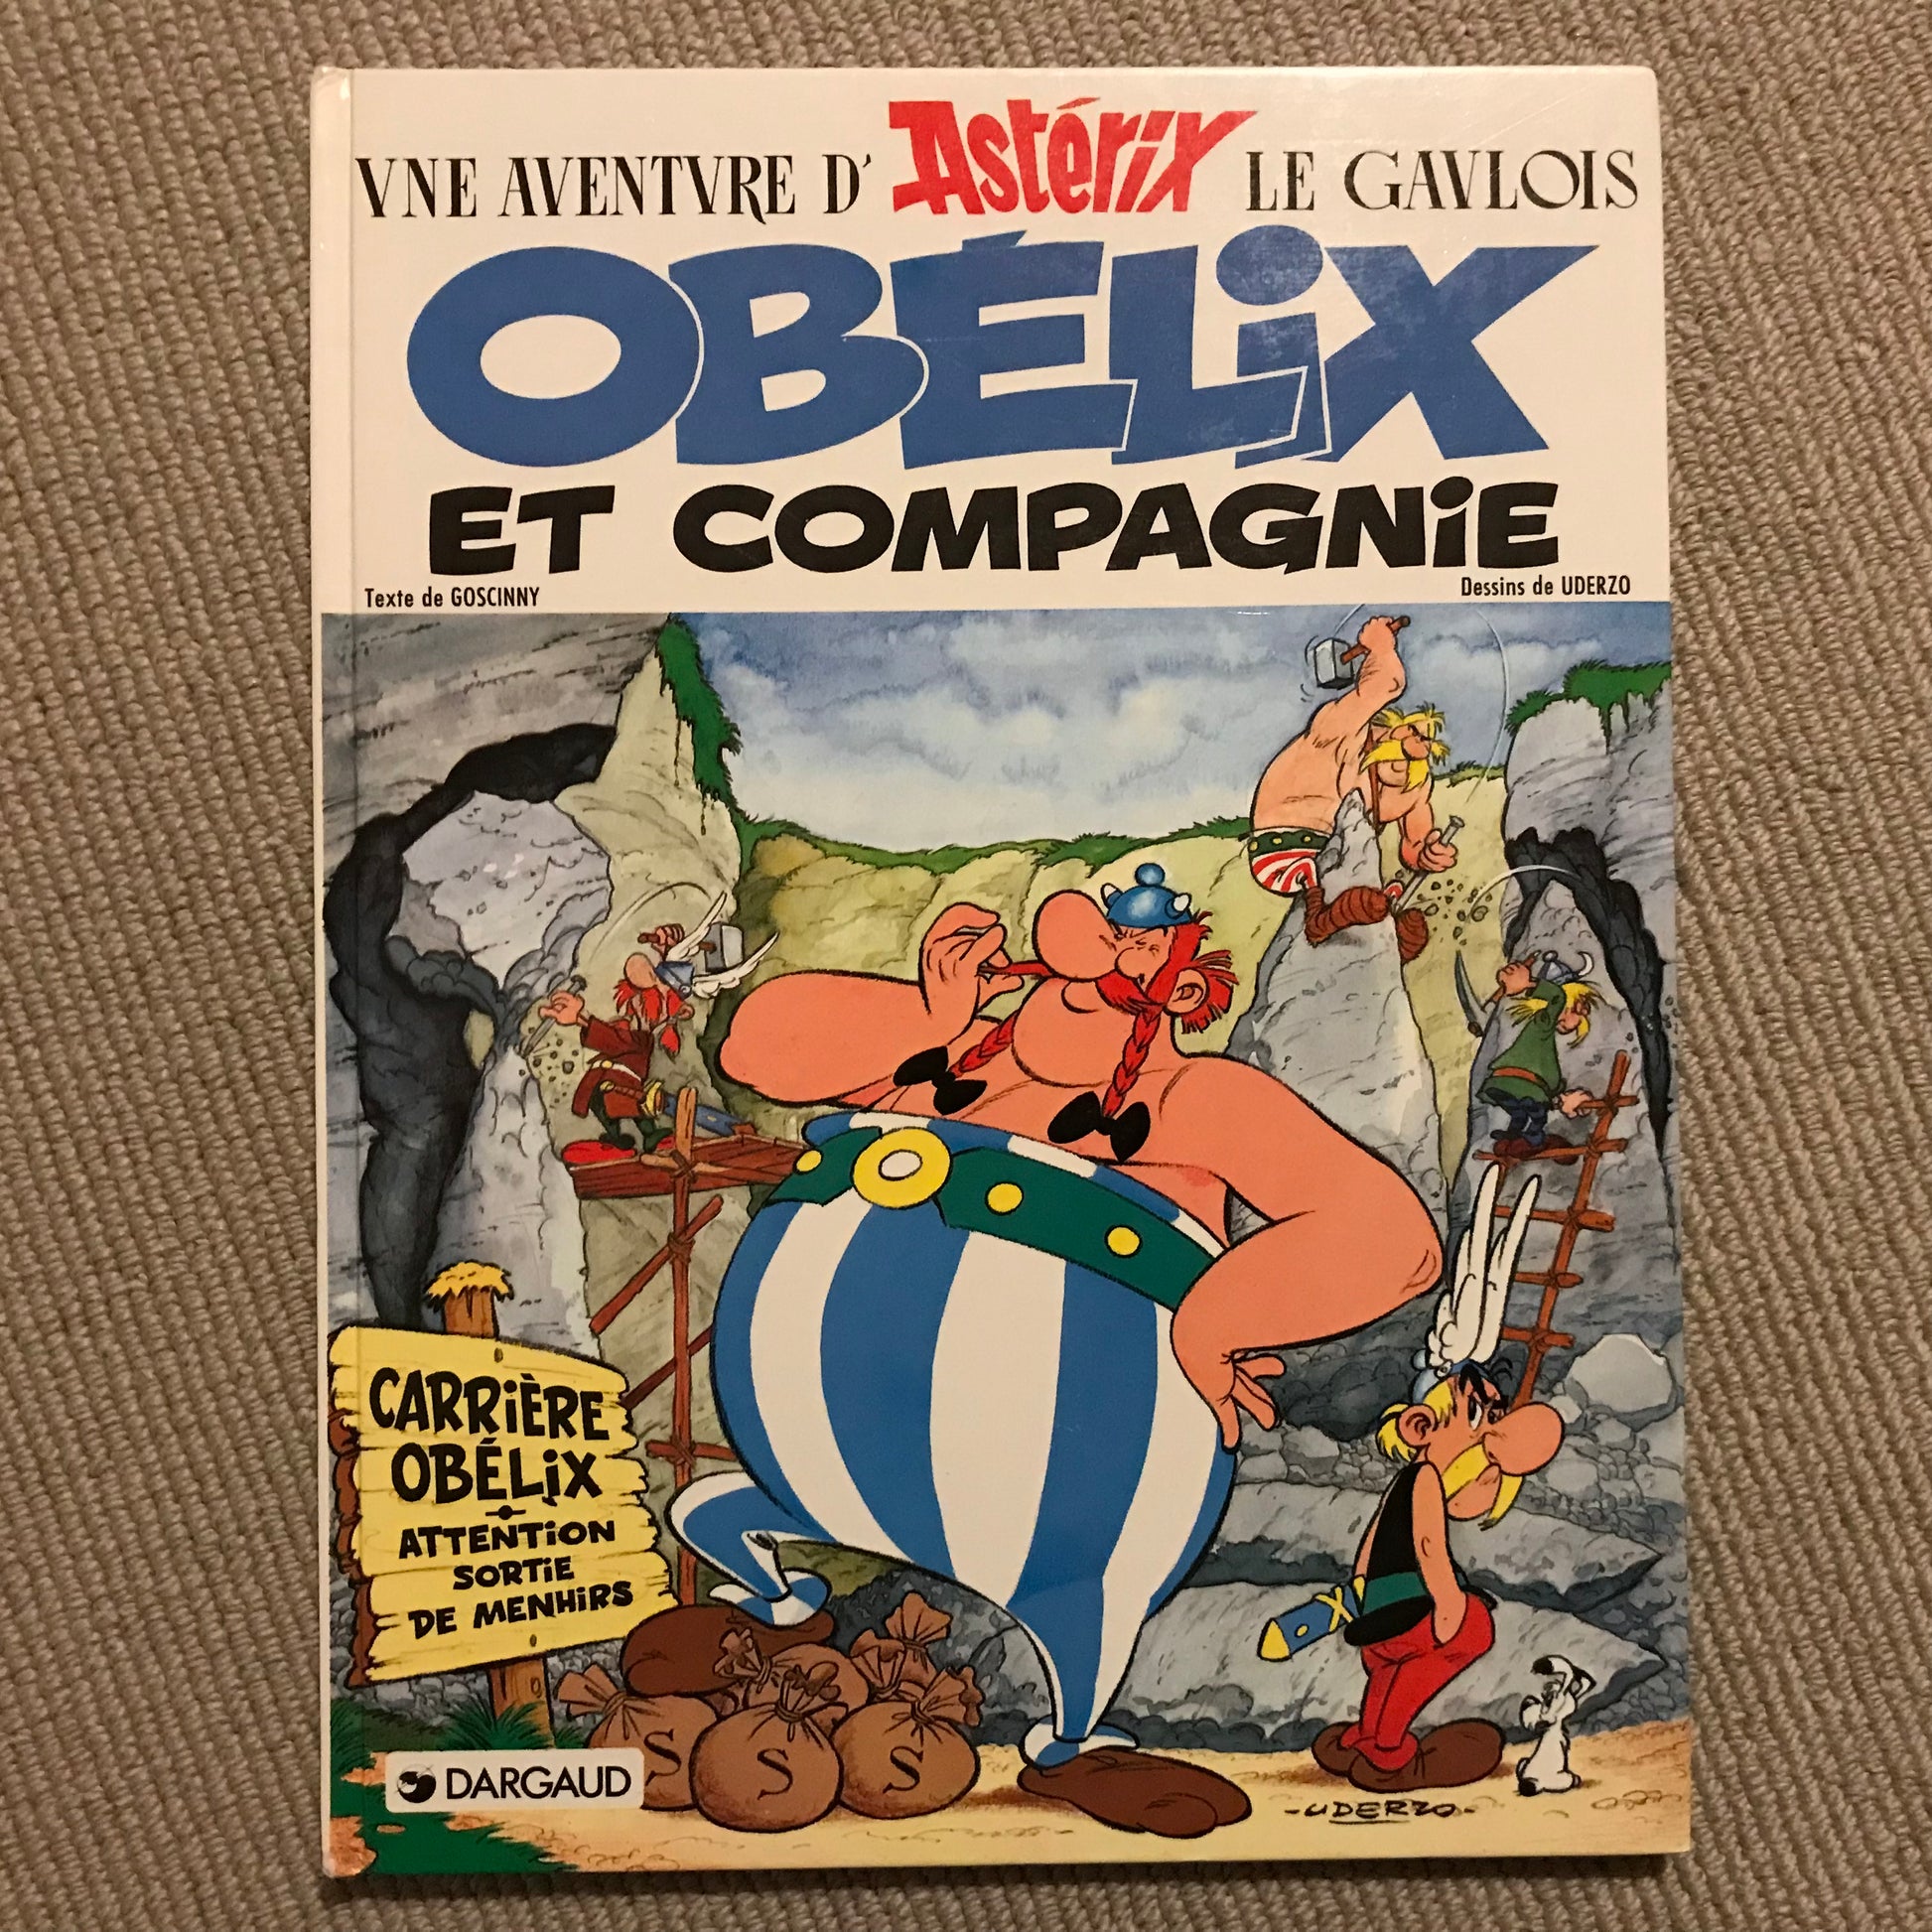 VNE AVENTVRE D' Astérix LE GAVLOIS
OBÉLiX
ET COMPAGNiE
Texte de GOSCINNY
Dessins de UDERZO
CARRiÈRE
OBÉLiX
ATTENTiON
SORTiE
DE MENHiRS
S S S
DARGAUD
-UDERZO-